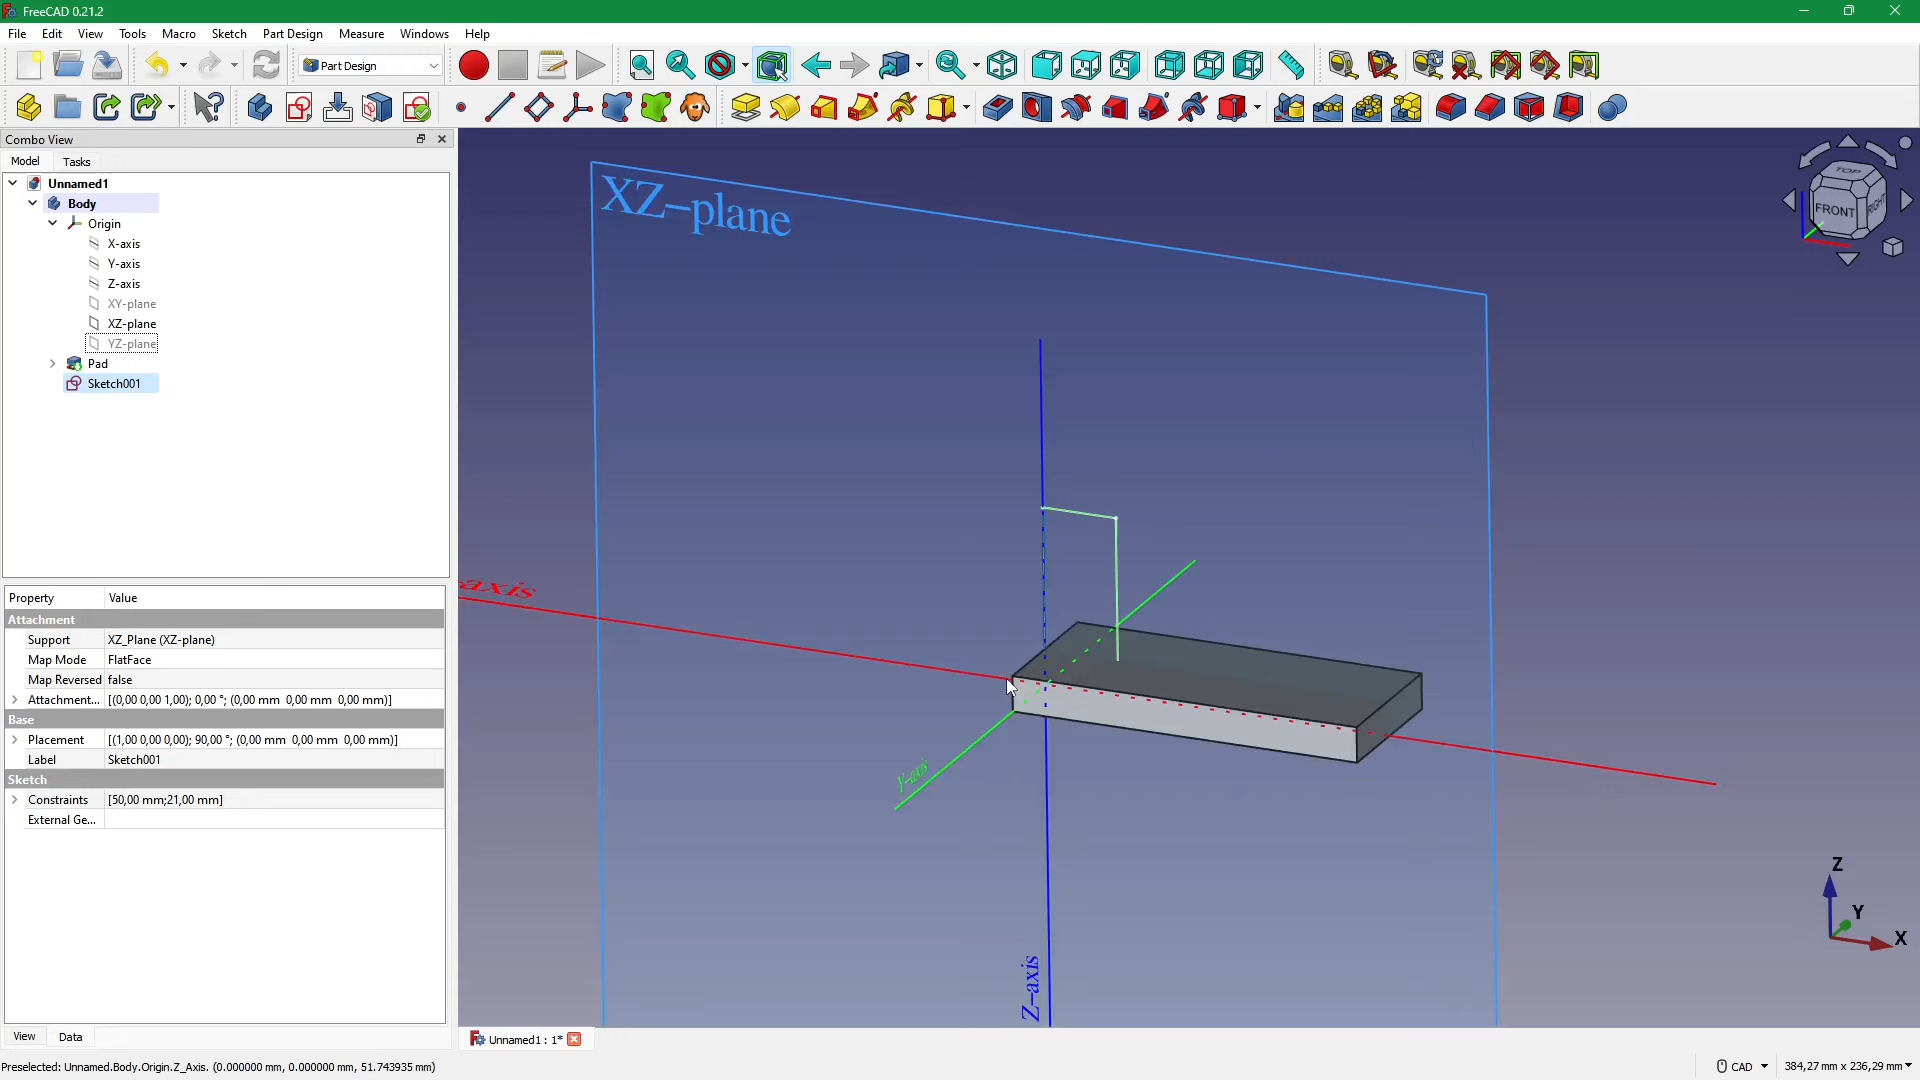 FreeCAD 0.21.2
File Edit View Tools Macro Sketch Part Design Measure Windows Help
Part Design
Combo View
Model Tasks
Unnamed1
Body
Origin
X-axis
Y-axis
Z-axis
XY-plane
XZ-plane
YZ-plane
Pad
Sketch001
Property Value
Attachment
Support XZ_Plane (XZ-plane)
Map Mode FlatFace
Map Reversed false
Attachment... [(0,00 0,00 1,00); 0,00 °; (0,00 mm 0,00 mm 0,00 mm)]
Base
Placement [(1,00 0,00 0,00); 90,00 °; (0,00 mm 0,00 mm 0,00 mm)]
Label Sketch001
Sketch
Constraints [50,00 mm;21,00 mm]
External Ge...
View Data
XZ-plane
-axis
Y-axis
Z-axis
TOP
FRONT
RIGHT
Z
Y
X
Unnamed1 : 1*
Preselected: Unnamed.Body.Origin.Z_Axis. (0.000000 mm, 0.000000 mm, 51.743935 mm)
CAD
384,27 mm x 236,29 mm